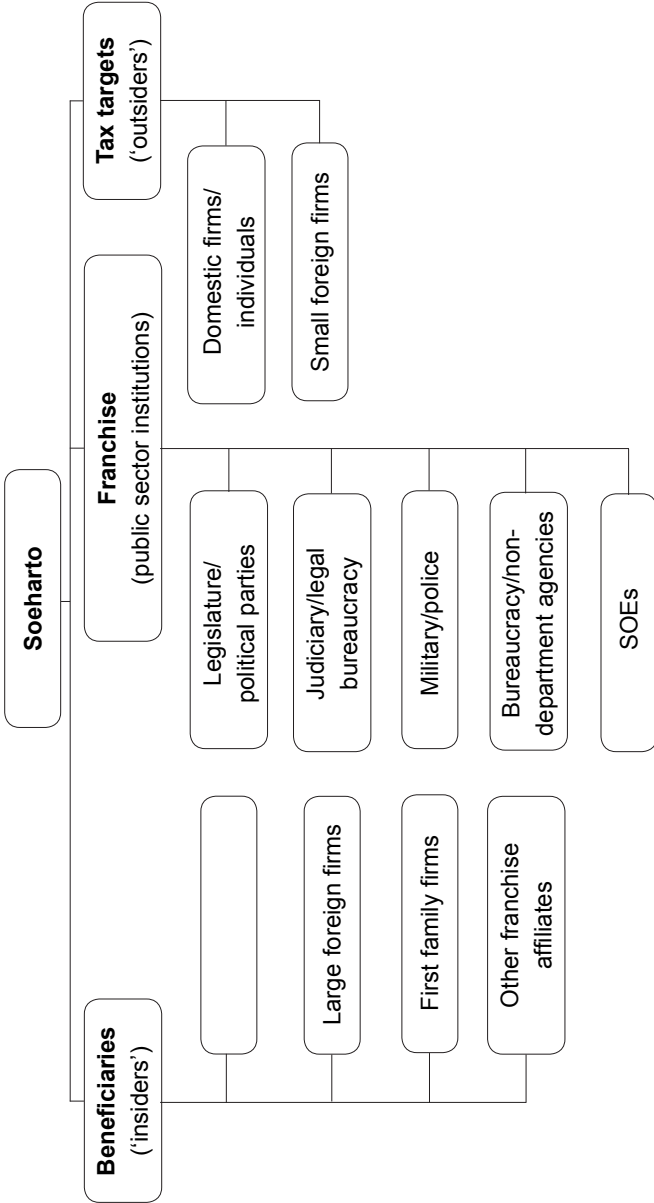 Soeharto
Beneficiaries
(‘insiders’)
Large foreign firms
First family firms
Other franchise
affiliates
Franchise
(public sector institutions)
Legislature/
political parties
Judiciary/legal
bureaucracy
Military/police
Bureaucracy/non-
department agencies
SOEs
Tax targets
(‘outsiders’)
Domestic firms/
individuals
Small foreign firms